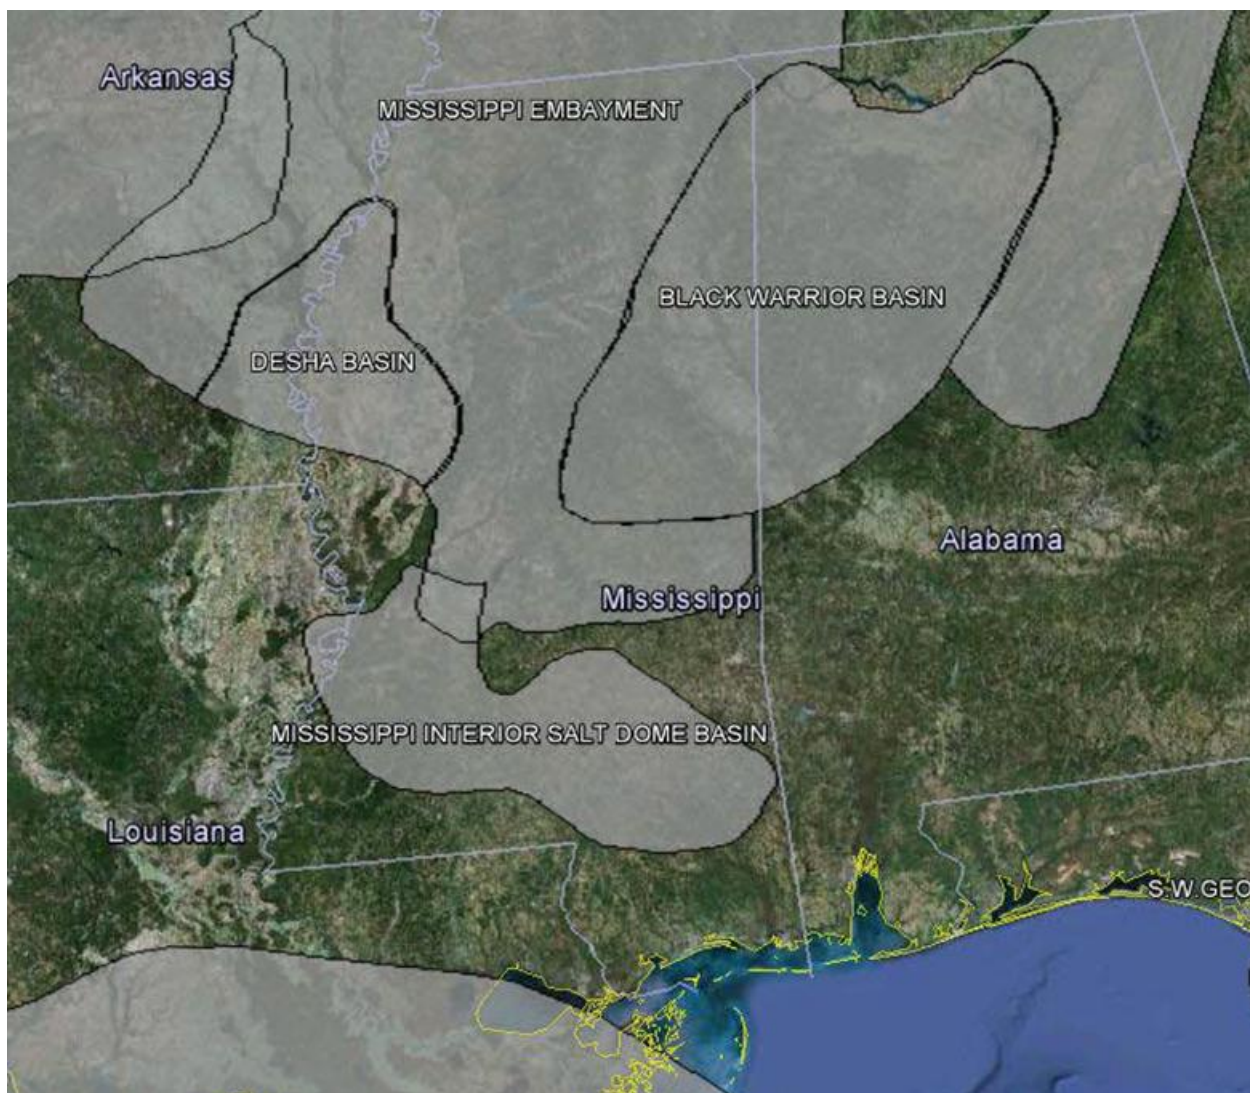 Arkansas
MISSISSIPPI EMBAYMENT
BLACK WARRIOR BASIN
DESHA BASIN
Alabama
Mississippi
MISSISSIPPI INTERIOR SALT DOME BASIN
Louisiana
S.W.GEO